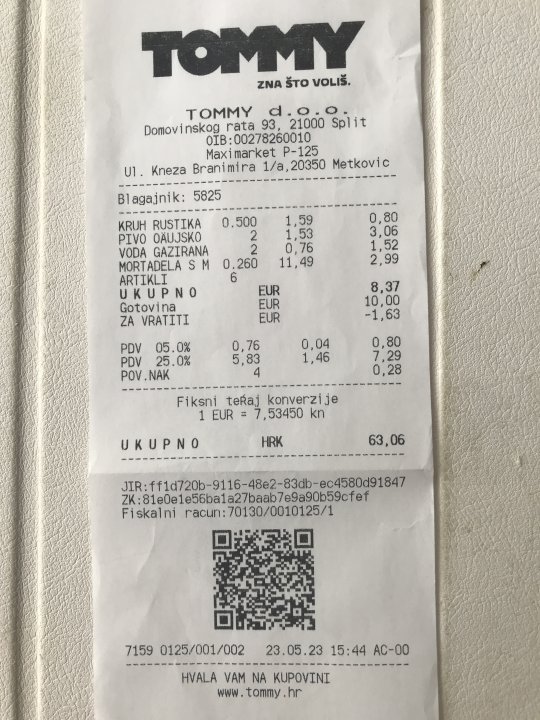 TOMMY
ZNA ŠTO VOLIŠ.
TOMMY d.o.o.
Domovinskog rata 93, 21000 Split
OIB:00278260010
Maximarket P-125
Ul. Kneza Branimira 1/a,20350 Metkovic
Blagajnik: 5825
KRUH RUSTIKA 0.500 1,59 0,80
PIVO OÄUJSKO 2 1,53 3,06
VODA GAZIRANA 2 0,76 1,52
MORTADELA S M 0.260 11,49 2,99
ARTIKLI 6
UKUPNO EUR 8,37
Gotovina EUR 10,00
ZA VRATITI EUR -1,63
PDV 05.0% 0,76 0,04 0,80
PDV 25.0% 5,83 1,46 7,29
POV.NAK 4 0,28
Fiksni teŔaj konverzije
1 EUR = 7,53450 kn
UKUPNO HRK 63,06
JIR:ff1d720b-9116-48e2-83db-ec4580d91847
ZK:81e0e1e56ba1a27baab7e9a90b59cfef
Fiskalni racun:70130/0010125/1
7159 0125/001/002 23.05.23 15:44 AC-00
HVALA VAM NA KUPOVINI
www.tommy.hr